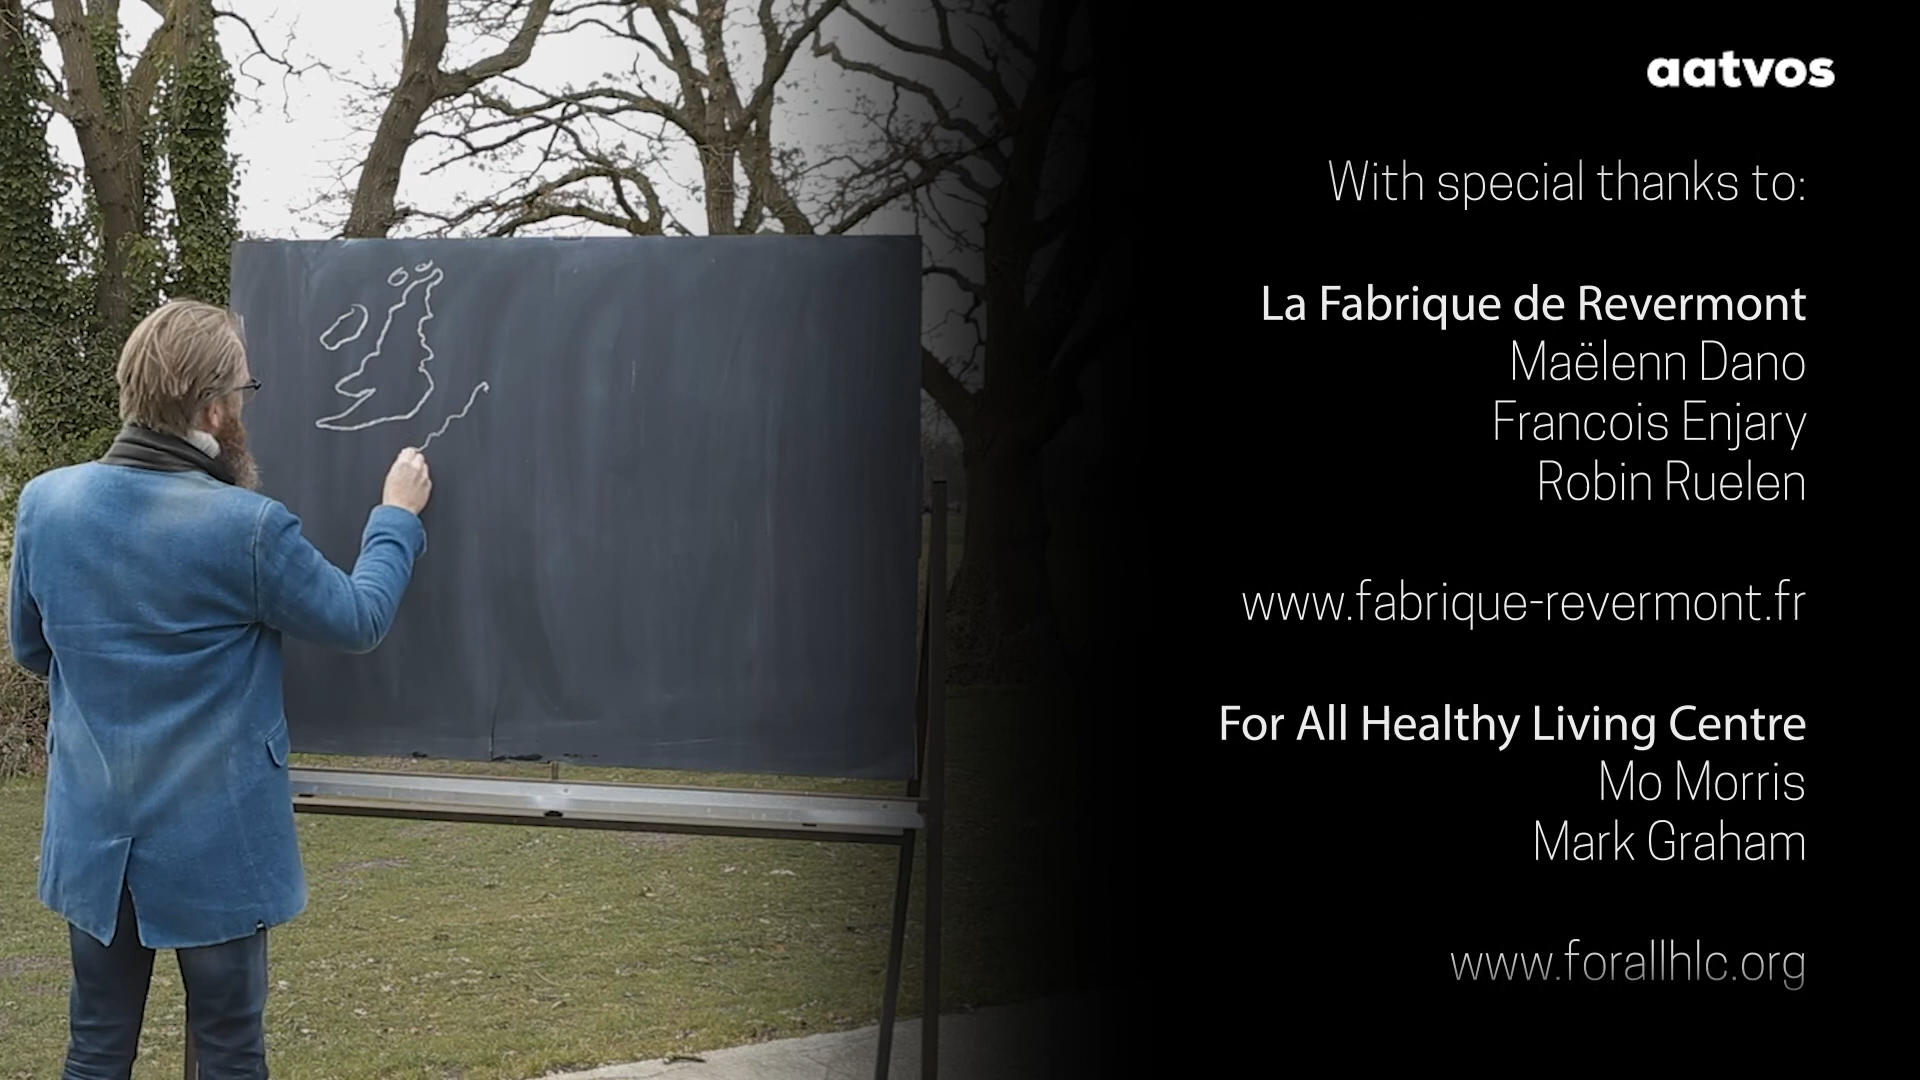 aatvos
With special thanks to:
La Fabrique de Revermont
Maëlenn Dano
Francois Enjary
Robin Ruelen
www.fabrique-revermont.fr
For All Healthy Living Centre
Mo Morris
Mark Graham
www.forallhlc.org